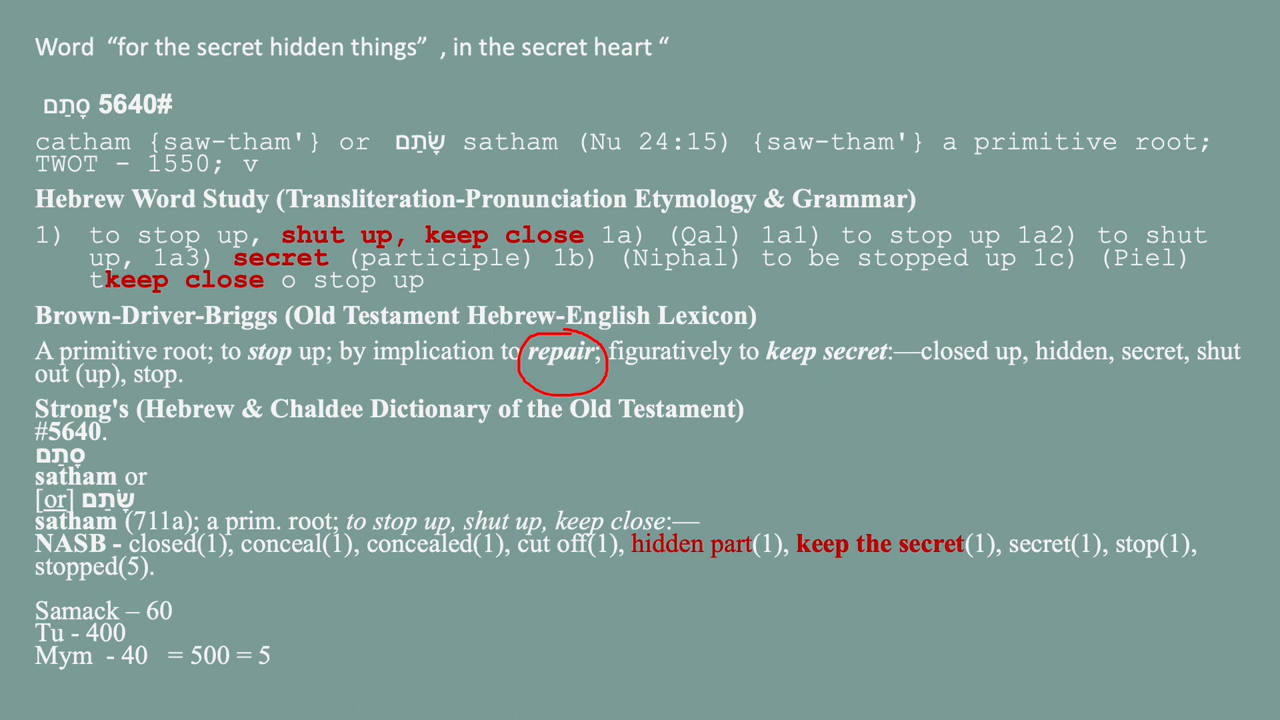 Word “for the secret hidden things” , in the secret heart “
סָתַם 5640#
catham {saw-tham'} or שָׂתַם satham (Nu 24:15) {saw-tham'} a primitive root;
TWOT - 1550; v
Hebrew Word Study (Transliteration-Pronunciation Etymology & Grammar)
1) to stop up, shut up, keep close 1a) (Qal) 1a1) to stop up 1a2) to shut
up, 1a3) secret (participle) 1b) (Niphal) to be stopped up 1c) (Piel)
tkeep close o stop up
Brown-Driver-Briggs (Old Testament Hebrew-English Lexicon)
A primitive root; to stop up; by implication to repair; figuratively to keep secret:—closed up, hidden, secret, shut
out (up), stop.
Strong's (Hebrew & Chaldee Dictionary of the Old Testament)
#5640.
סָתַם
satham or
[or] שָׂתַם
satham (711a); a prim. root; to stop up, shut up, keep close:—
NASB - closed(1), conceal(1), concealed(1), cut off(1), hidden part(1), keep the secret(1), secret(1), stop(1),
stopped(5).
Samack – 60
Tu - 400
Mym - 40 = 500 = 5